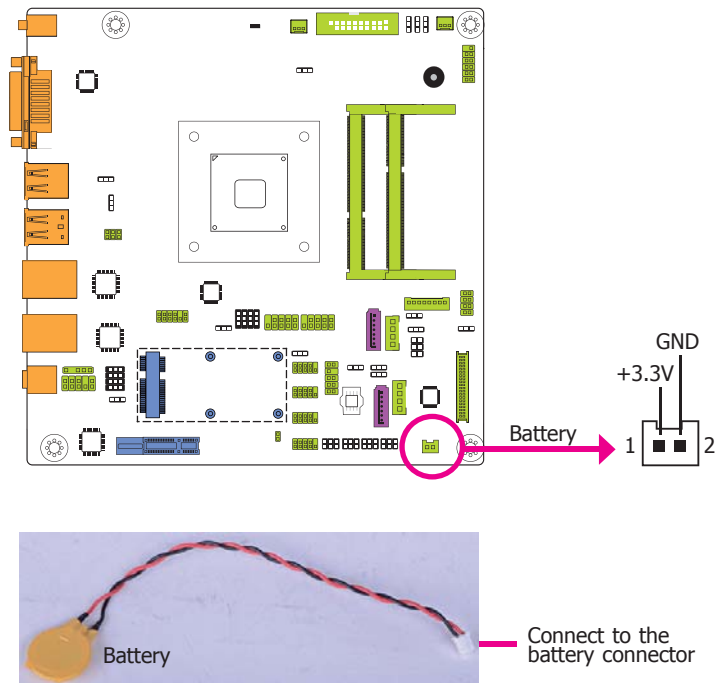 GND
+3.3V
Battery
1
2
Battery
Connect to the
battery connector